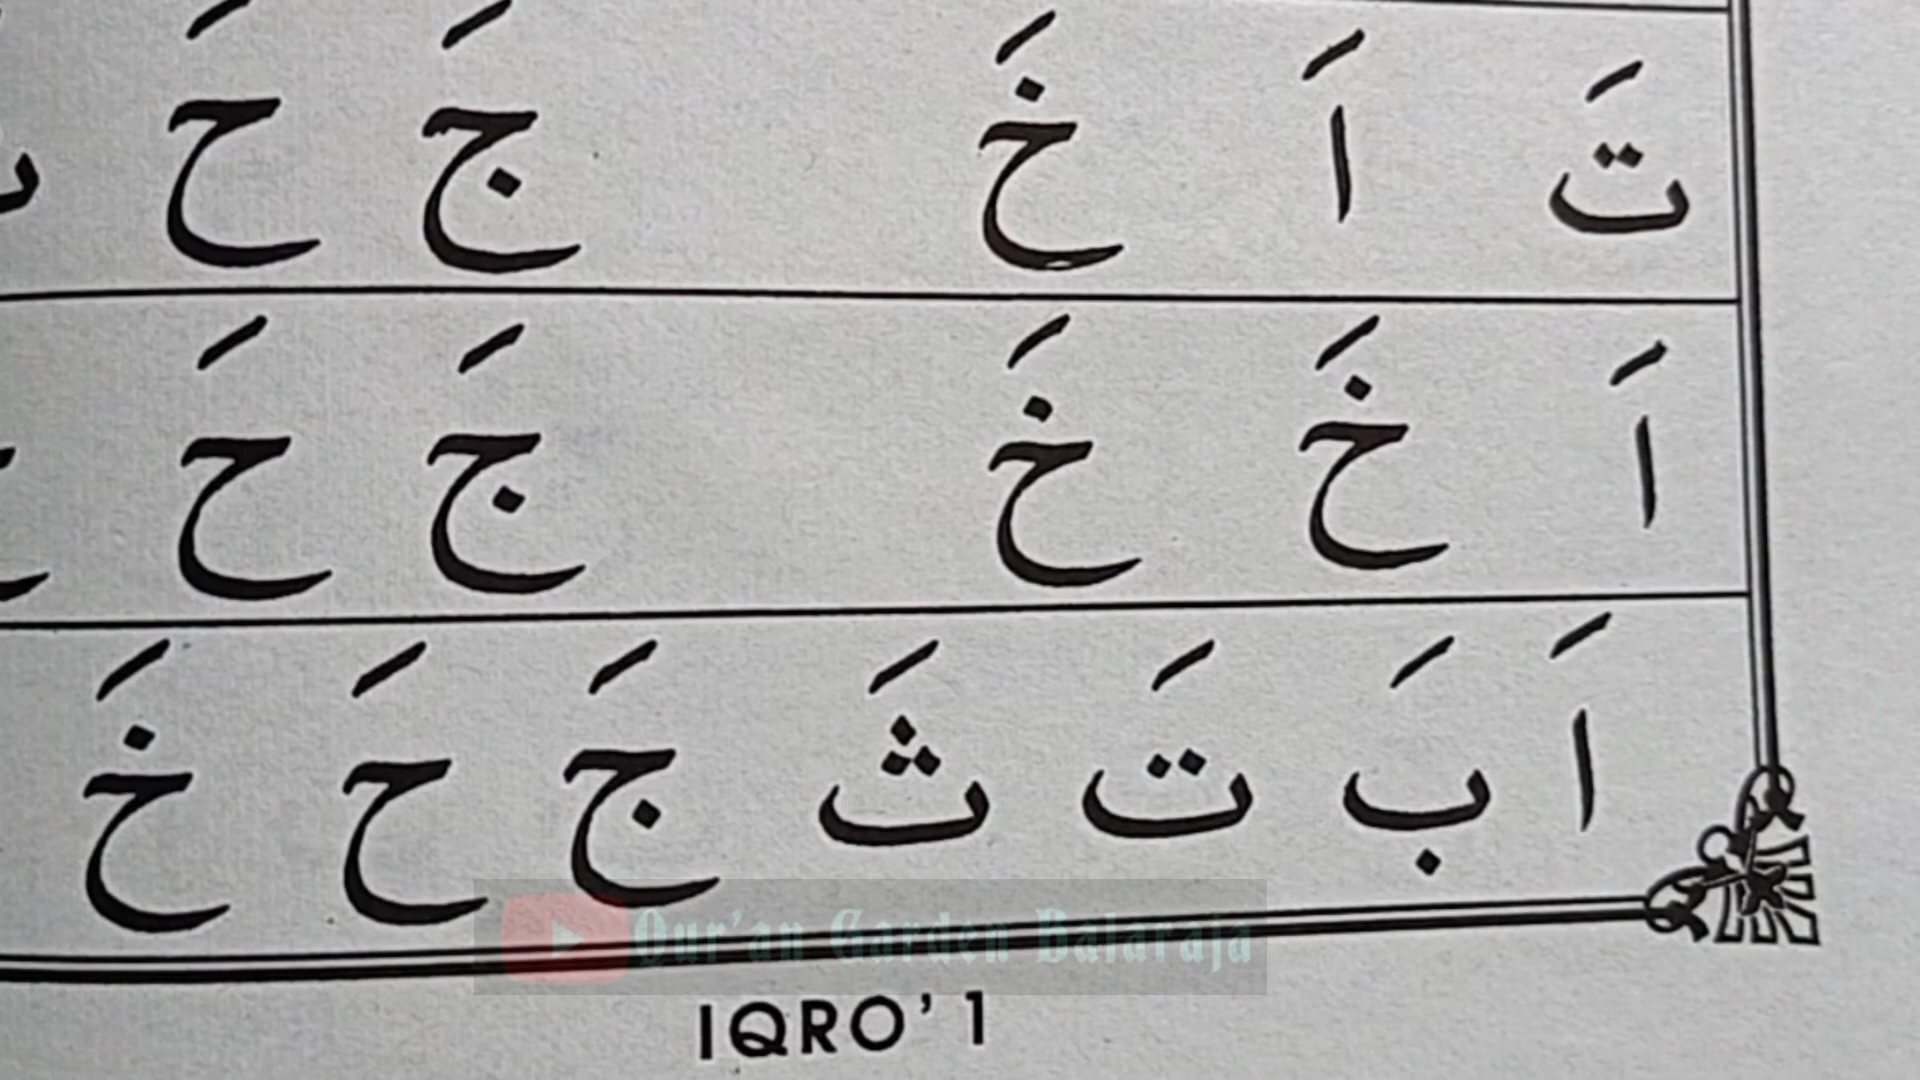 تَ اَ خَ جَ حَ
اَ خَ خَ جَ حَ
اَ بَ تَ ثَ جَ حَ خَ
Qur'an Garden Balaraja
IQRO' 1